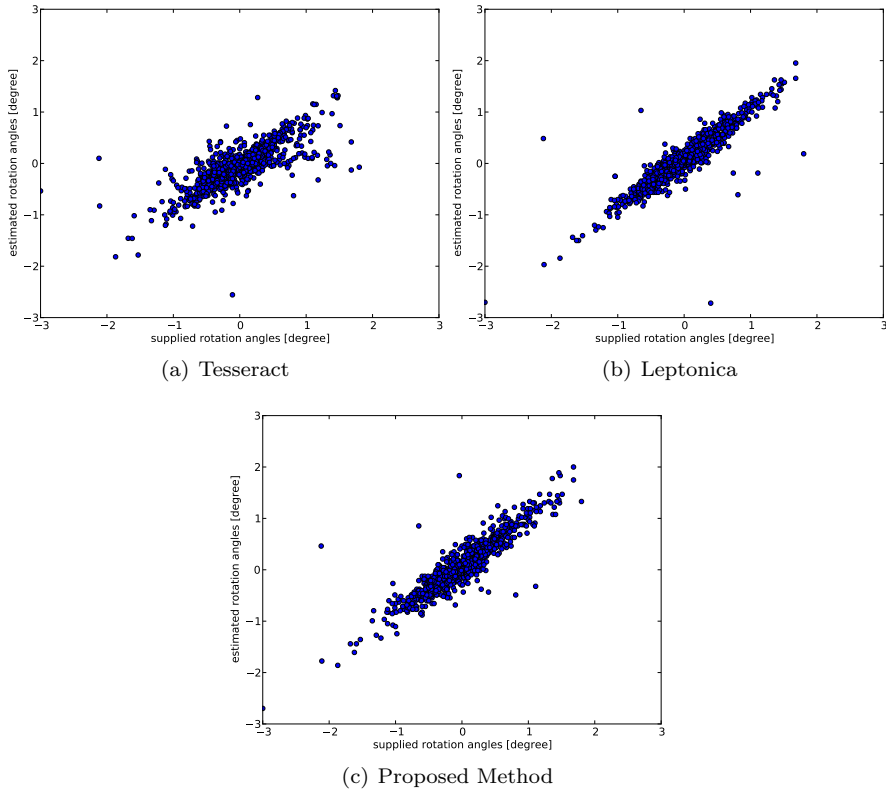 3
2
1
0
−1
−2
−3
estimated rotation angles [degree]
−3 −2 −1 0 1 2 3
supplied rotation angles [degree]
(a) Tesseract
3
2
1
0
−1
−2
−3
estimated rotation angles [degree]
−3 −2 −1 0 1 2 3
supplied rotation angles [degree]
(b) Leptonica
3
2
1
0
−1
−2
−3
estimated rotation angles [degree]
−3 −2 −1 0 1 2 3
supplied rotation angles [degree]
(c) Proposed Method